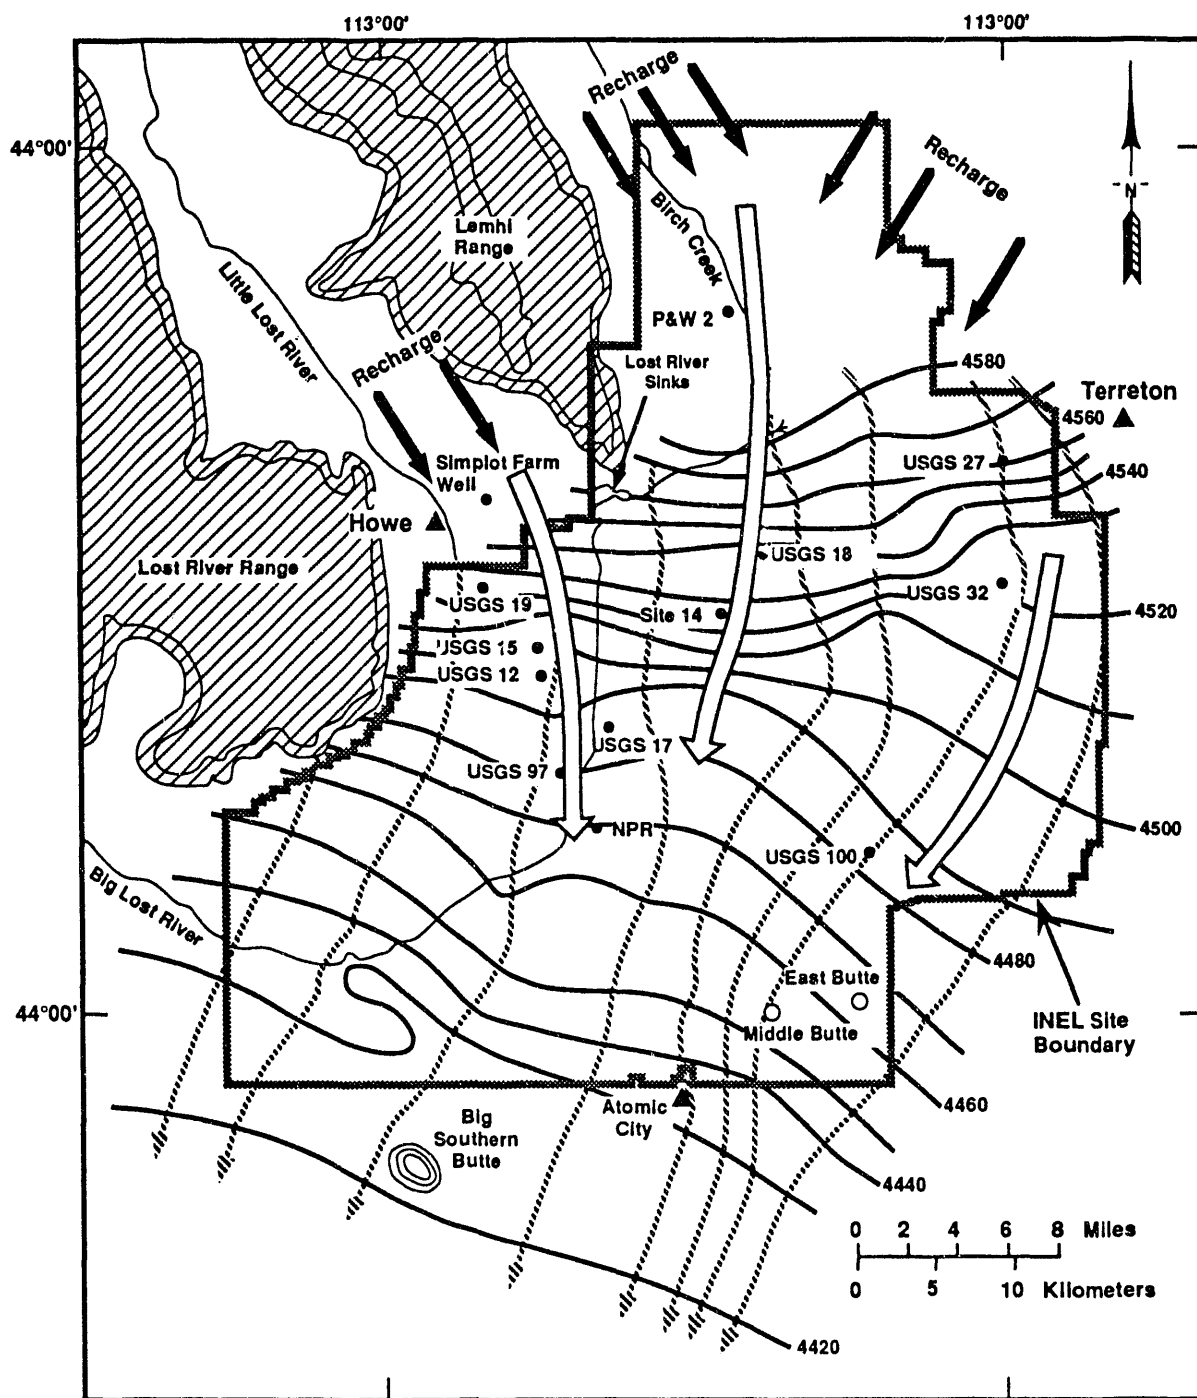 113°00'
113°00'
Recharge
44°00'
Recharge
N
Lemhi
Range
Birch Creek
Little Lost River
P&W 2
Recharge
Lost River
Sinks
4580
Terreton
4560
USGS 27
4540
Simplot Farm
Well
Howe
USGS 18
Lost River Range
USGS 19
USGS 32
Site 14
4520
USGS 15
USGS 12
USGS 17
USGS 97
NPR
4500
USGS 100
Big Lost River
4480
East Butte
44°00'
Middle Butte
INEL Site
Boundary
Atomic
City
4460
Big
Southern
Butte
4440
0 2 4 6 8 Miles
0 5 10 Kilometers
4420